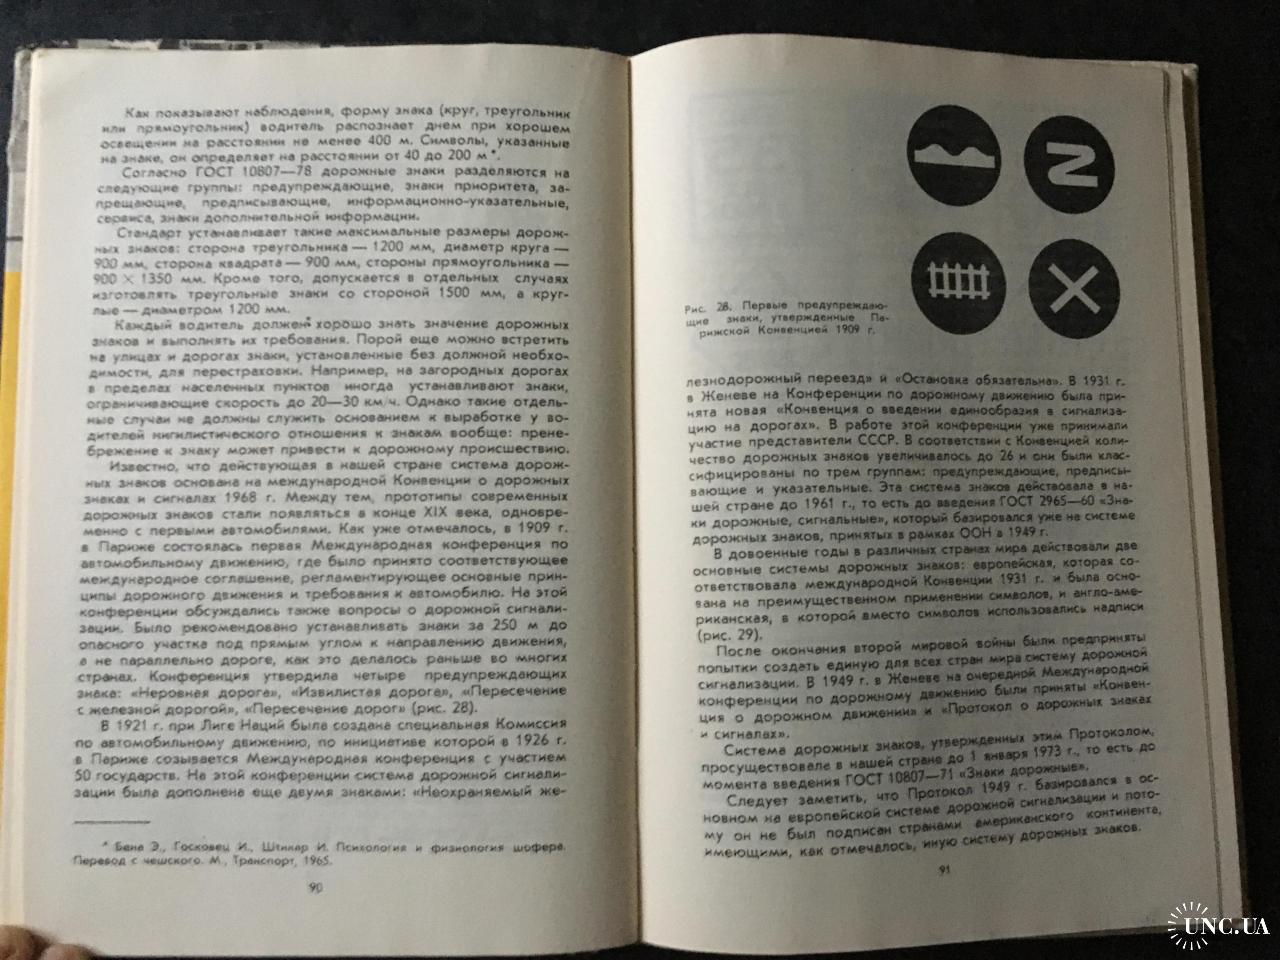 Как показывают наблюдения, форму знака (круг, треугольник
или прямоугольник) водитель распознает днем при хорошем
освещении на расстоянии не менее 400 м. Символы, указанные
на знаке, он определяет на расстоянии от 40 до 200 м *.
Согласно ГОСТ 10807—78 дорожные знаки разделяются на
следующие группы: предупреждающие, знаки приоритета, за-
прещающие, предписывающие, информационно-указательные,
сервиса, знаки дополнительной информации.
Стандарт устанавливает такие максимальные размеры дорож-
ных знаков: сторона треугольника — 1200 мм, диаметр круга —
900 мм, сторона квадрата — 900 мм, стороны прямоугольника —
900 × 1350 мм. Кроме того, допускается в отдельных случаях
изготовлять треугольные знаки со стороной 1500 мм, а круг-
лые — диаметром 1200 мм.
Каждый водитель должен хорошо знать значение дорожных
знаков и выполнять их требования. Порой еще можно встретить
на улицах и дорогах знаки, установленные без должной необхо-
димости, для перестраховки. Например, на загородных дорогах
в пределах населенных пунктов иногда устанавливают знаки,
ограничивающие скорость до 20—30 км/ч. Однако такие отдель-
ные случаи не должны служить основанием к выработке у во-
дителей нигилистического отношения к знакам вообще: прене-
брежение к знаку может привести к дорожному происшествию.
Известно, что действующая в нашей стране система дорож-
ных знаков основана на международной Конвенции о дорожных
знаках и сигналах 1968 г. Между тем, прототипы современных
дорожных знаков стали появляться в конце XIX века, одновре-
менно с первыми автомобилями. Как уже отмечалось, в 1909 г.
в Париже состоялась первая Международная конференция по
автомобильному движению, где было принято соответствующее
международное соглашение, регламентирующее основные прин-
ципы дорожного движения и требования к автомобилю. На этой
конференции обсуждались также вопросы о дорожной сигнали-
зации. Было рекомендовано устанавливать знаки за 250 м до
опасного участка под прямым углом к направлению движения,
а не параллельно дороге, как это делалось раньше во многих
странах. Конференция утвердила четыре предупреждающих
знака: «Неровная дорога», «Извилистая дорога», «Пересечение
с железной дорогой», «Пересечение дорог» (рис. 28).
В 1921 г. при Лиге Наций была создана специальная Комиссия
по автомобильному движению, по инициативе которой в 1926 г.
в Париже созывается Международная конференция с участием
50 государств. На этой конференции система дорожной сигнали-
зации была дополнена еще двумя знаками: «Неохраняемый же-
* Бена Э., Госковец И., Штикар И. Психология и физиология шофера.
Перевод с чешского. М., Транспорт, 1965.
90
Рис. 28. Первые предупреждаю-
щие знаки, утвержденные Па-
рижской Конвенцией 1909 г.
лезнодорожный переезд» и «Остановка обязательна». В 1931 г.
в Женеве на Конференции по дорожному движению была при-
нята новая «Конвенция о введении единообразия в сигнализа-
цию на дорогах». В работе этой конференции уже принимали
участие представители СССР. В соответствии с Конвенцией коли-
чество дорожных знаков увеличивалось до 26 и они были клас-
сифицированы по трем группам: предупреждающие, предписы-
вающие и указательные. Эта система знаков действовала в на-
шей стране до 1961 г., то есть до введения ГОСТ 2965—60 «Зна-
ки дорожные, сигнальные», который базировался уже на системе
дорожных знаков, принятых в рамках ООН в 1949 г.
В довоенные годы в различных странах мира действовали две
основные системы дорожных знаков: европейская, которая со-
ответствовала международной Конвенции 1931 г. и была осно-
вана на преимущественном применении символов, и англо-аме-
риканская, в которой вместо символов использовались надписи
(рис. 29).
После окончания второй мировой войны были предприняты
попытки создать единую для всех стран мира систему дорожной
сигнализации. В 1949 г. в Женеве на очередной Международной
конференции по дорожному движению были приняты «Конвен-
ция о дорожном движении» и «Протокол о дорожных знаках
и сигналах».
Система дорожных знаков, утвержденных этим Протоколом,
просуществовала в нашей стране до 1 января 1973 г., то есть до
момента введения ГОСТ 10807—71 «Знаки дорожные».
Следует заметить, что Протокол 1949 г. базировался в ос-
новном на европейской системе дорожной сигнализации и пото-
му он не был подписан странами американского континента,
имеющими, как отмечалось, иную систему дорожных знаков.
91
UNC.UA